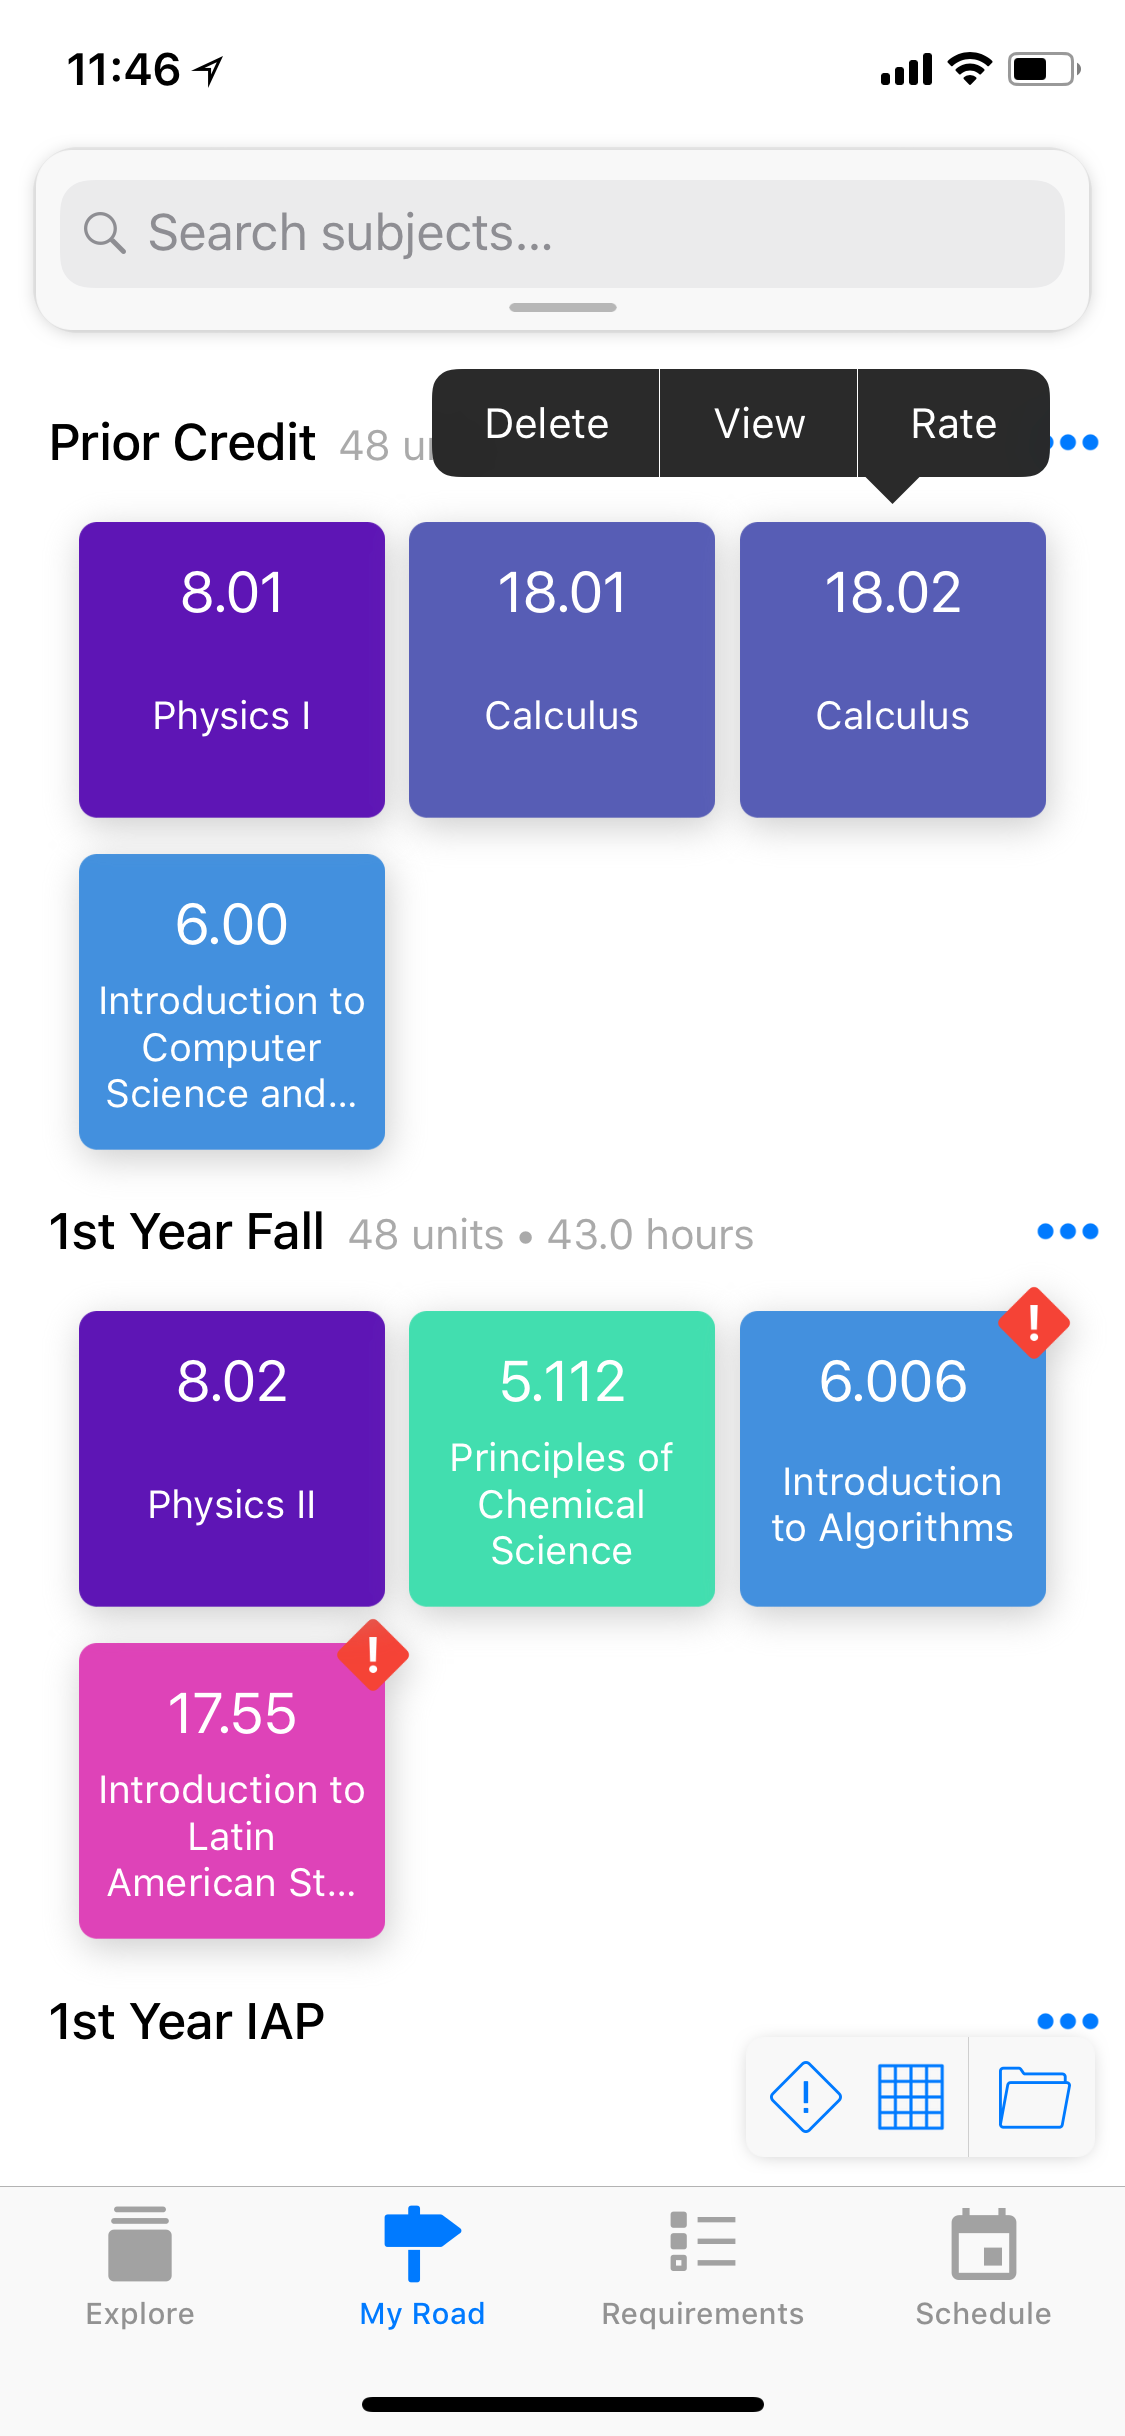 11:46
Search subjects...
Delete View Rate
Prior Credit 48
8.01 18.01 18.02
Physics I Calculus Calculus
6.00
Introduction to
Computer
Science and...
1st Year Fall 48 units • 43.0 hours
8.02 5.112 6.006
Physics II
Principles of
Chemical
Science
Introduction
to Algorithms
17.55
Introduction to
Latin
American St...
1st Year IAP
Explore My Road Requirements Schedule